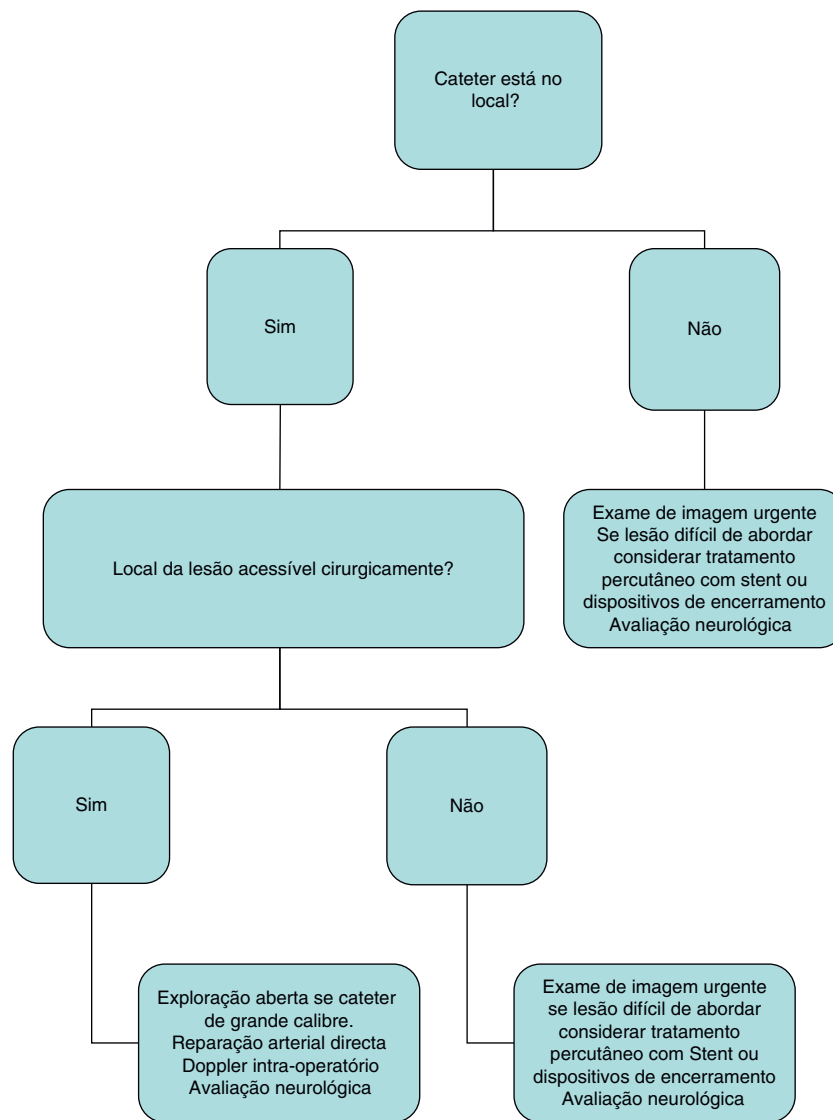 Cateter está no
local?
Sim
Não
Exame de imagem urgente
Se lesão difícil de abordar
considerar tratamento
percutâneo com stent ou
dispositivos de encerramento
Avaliação neurológica
Local da lesão acessível cirurgicamente?
Sim
Não
Exploração aberta se cateter
de grande calibre.
Reparação arterial directa
Doppler intra-operatório
Avaliação neurológica
Exame de imagem urgente
se lesão difícil de abordar
considerar tratamento
percutâneo com Stent ou
dispositivos de encerramento
Avaliação neurológica